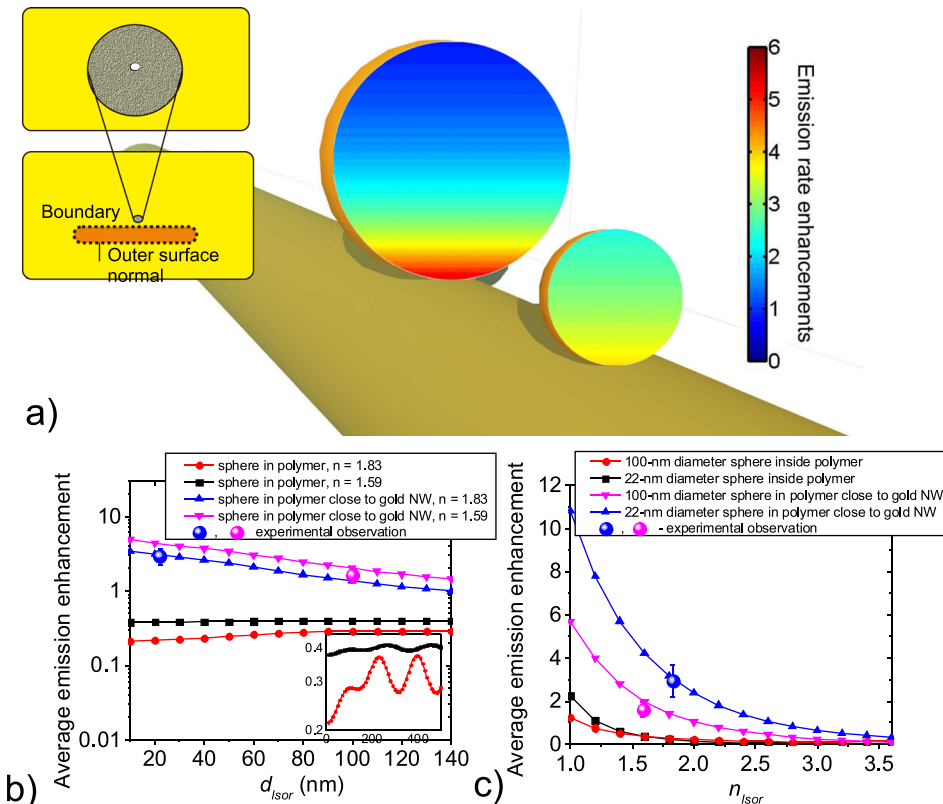 Boundary
Outer surface
normal
6
5
4
3
2
1
0
Emission rate enhancements
a)
sphere in polymer, n = 1.83
sphere in polymer, n = 1.59
sphere in polymer close to gold NW, n = 1.83
sphere in polymer close to gold NW, n = 1.59
, - experimental observation
Average emission enhancement
10
1
0.1
0.01
0.4
0.3
0.2
0 200 400
20 40 60 80 100 120 140
d_lsor (nm)
b)
100-nm diameter sphere inside polymer
22-nm diameter sphere inside polymer
100-nm diameter sphere in polymer close to gold NW
22-nm diameter sphere in polymer close to gold NW
, - experimental observation
Average emission enhancement
12
10
8
6
4
2
0
1.0 1.5 2.0 2.5 3.0 3.5
n_lsor
c)